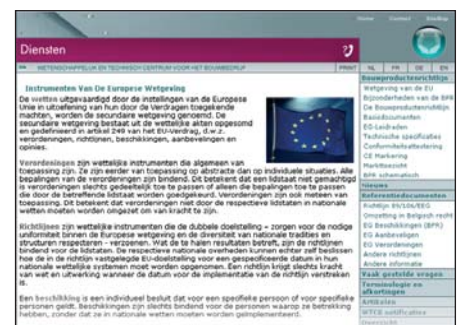 Home Contact SiteMap
Diensten
WETENSCHAPPELIJK EN TECHNISCH CENTRUM VOOR HET BOUWBEDRIJF
PRINT NL FR DE EN
Instrumenten Van De Europese Wetgeving
De wetten uitgevaardigd door de instellingen van de Europese
Unie in uitoefening van hun door de Verdragen toegekende
machten, worden de secundaire wetgeving genoemd. De
secundaire wetgeving bestaat uit de wettelijke akten opgesomd
en gedefinieerd in artikel 249 van het EU-Verdrag, d.w.z.
verordeningen, richtlijnen, beschikkingen, aanbevelingen en
opinies.
Verordeningen zijn wettelijke instrumenten die algemeen van
toepassing zijn. Ze zijn eerder van toepassing op abstracte dan op individuele situaties. Alle
bepalingen van de verordeningen zijn bindend. Dit betekent dat een lidstaat niet gemachtigd
is verordeningen slechts gedeeltelijk toe te passen of alleen die bepalingen toe te passen
die door de betreffende lidstaat worden goedgekeurd. Verordeningen zijn ook meteen van
toepassing. Dit betekent dat verordeningen niet door de respectieve lidstaten in nationale
wetten moeten worden omgezet om van kracht te zijn.
Richtlijnen zijn wettelijke instrumenten die de dubbele doelstelling - zorgen voor de nodige
uniformiteit binnen de Europese wetgeving en de diversiteit van nationale tradities en
structuren respecteren - verzoenen. Wat de te halen resultaten betreft, zijn de richtlijnen
bindend voor de lidstaten. De respectieve nationale overheden kunnen echter zelf beslissen
hoe de in de richtlijn vastgelegde EU-doelstelling voor een gespecifieerde datum in hun
nationale wettelijke systemen moet worden opgenomen. Een richtlijn krijgt slechts kracht
van wet en uitwerking wanneer de datum voor de implementatie van de richtlijn verstreken
is.
Een beschikking is een individueel besluit dat voor een specifieke persoon of voor specifieke
personen geldt. Beschikkingen zijn slechts bindend voor de personen waarop ze betrekking
hebben, zonder dat ze in nationale wetten moeten worden geïmplementeerd.
Bouwproductenrichtlijn
Wetgeving van de EU
Bijzonderheden van de BPR
De Bouwproductenrichtlijn
Basisdocumenten
EG-Leidraden
Technische specificaties
Conformiteitsattestering
CE Markering
Markttoezicht
BPR schematisch
Nieuws
Referentiedocumenten
Richtlijn 89/106/EEG
Omzetting in Belgisch recht
EG Beschikkingen (BPR)
EG Aanbevelingen
EG Verordeningen
Andere richtlijnen
Andere informatie
Vaak gestelde vragen
Terminologie en
afkortingen
Artikelen
WTCB notificaties
Overzicht